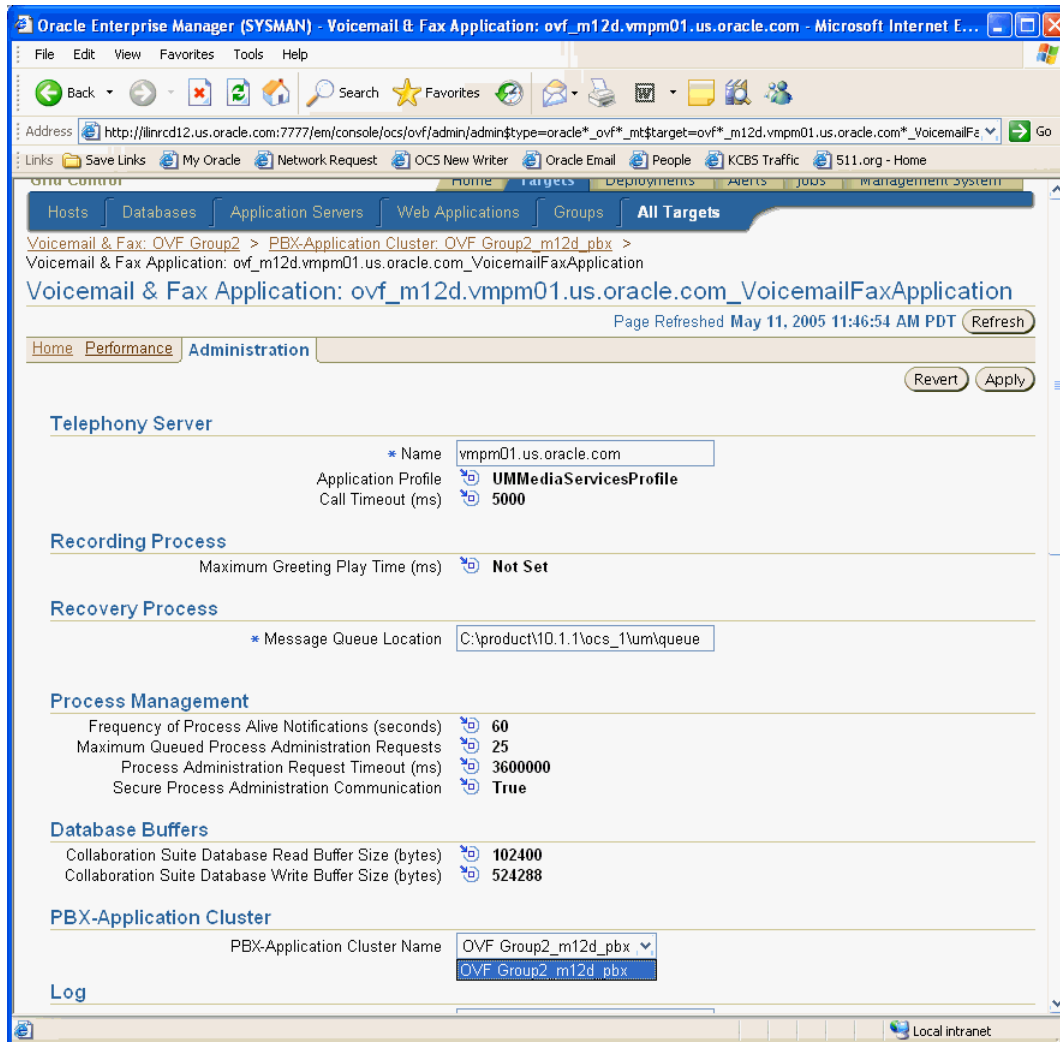 Oracle Enterprise Manager (SYSMAN) - Voicemail & Fax Application: ovf_m12d.vmpm01.us.oracle.com - Microsoft Internet E...
File Edit View Favorites Tools Help
Back Search Favorites
Address http://ilinrcd12.us.oracle.com:7777/em/console/ocs/ovf/admin/admin$type=oracle*_ovf*_mt$target=ovf*_m12d.vmpm01.us.oracle.com*_VoicemailFa Go
Links Save Links My Oracle Network Request OCS New Writer Oracle Email People KCBS Traffic 511.org - Home
Grid Control Home Targets Deployments Alerts Jobs Management System
Hosts Databases Application Servers Web Applications Groups All Targets
Voicemail & Fax: OVF Group2 > PBX-Application Cluster: OVF Group2_m12d_pbx >
Voicemail & Fax Application: ovf_m12d.vmpm01.us.oracle.com_VoicemailFaxApplication
Voicemail & Fax Application: ovf_m12d.vmpm01.us.oracle.com_VoicemailFaxApplication
Page Refreshed May 11, 2005 11:46:54 AM PDT Refresh
Home Performance Administration
Revert Apply
Telephony Server
* Name vmpm01.us.oracle.com
Application Profile UMMediaServicesProfile
Call Timeout (ms) 5000
Recording Process
Maximum Greeting Play Time (ms) Not Set
Recovery Process
* Message Queue Location C:\product\10.1.1\ocs_1\um\queue
Process Management
Frequency of Process Alive Notifications (seconds) 60
Maximum Queued Process Administration Requests 25
Process Administration Request Timeout (ms) 3600000
Secure Process Administration Communication True
Database Buffers
Collaboration Suite Database Read Buffer Size (bytes) 102400
Collaboration Suite Database Write Buffer Size (bytes) 524288
PBX-Application Cluster
PBX-Application Cluster Name OVF Group2_m12d_pbx
OVF Group2_m12d_pbx
Log
Local intranet